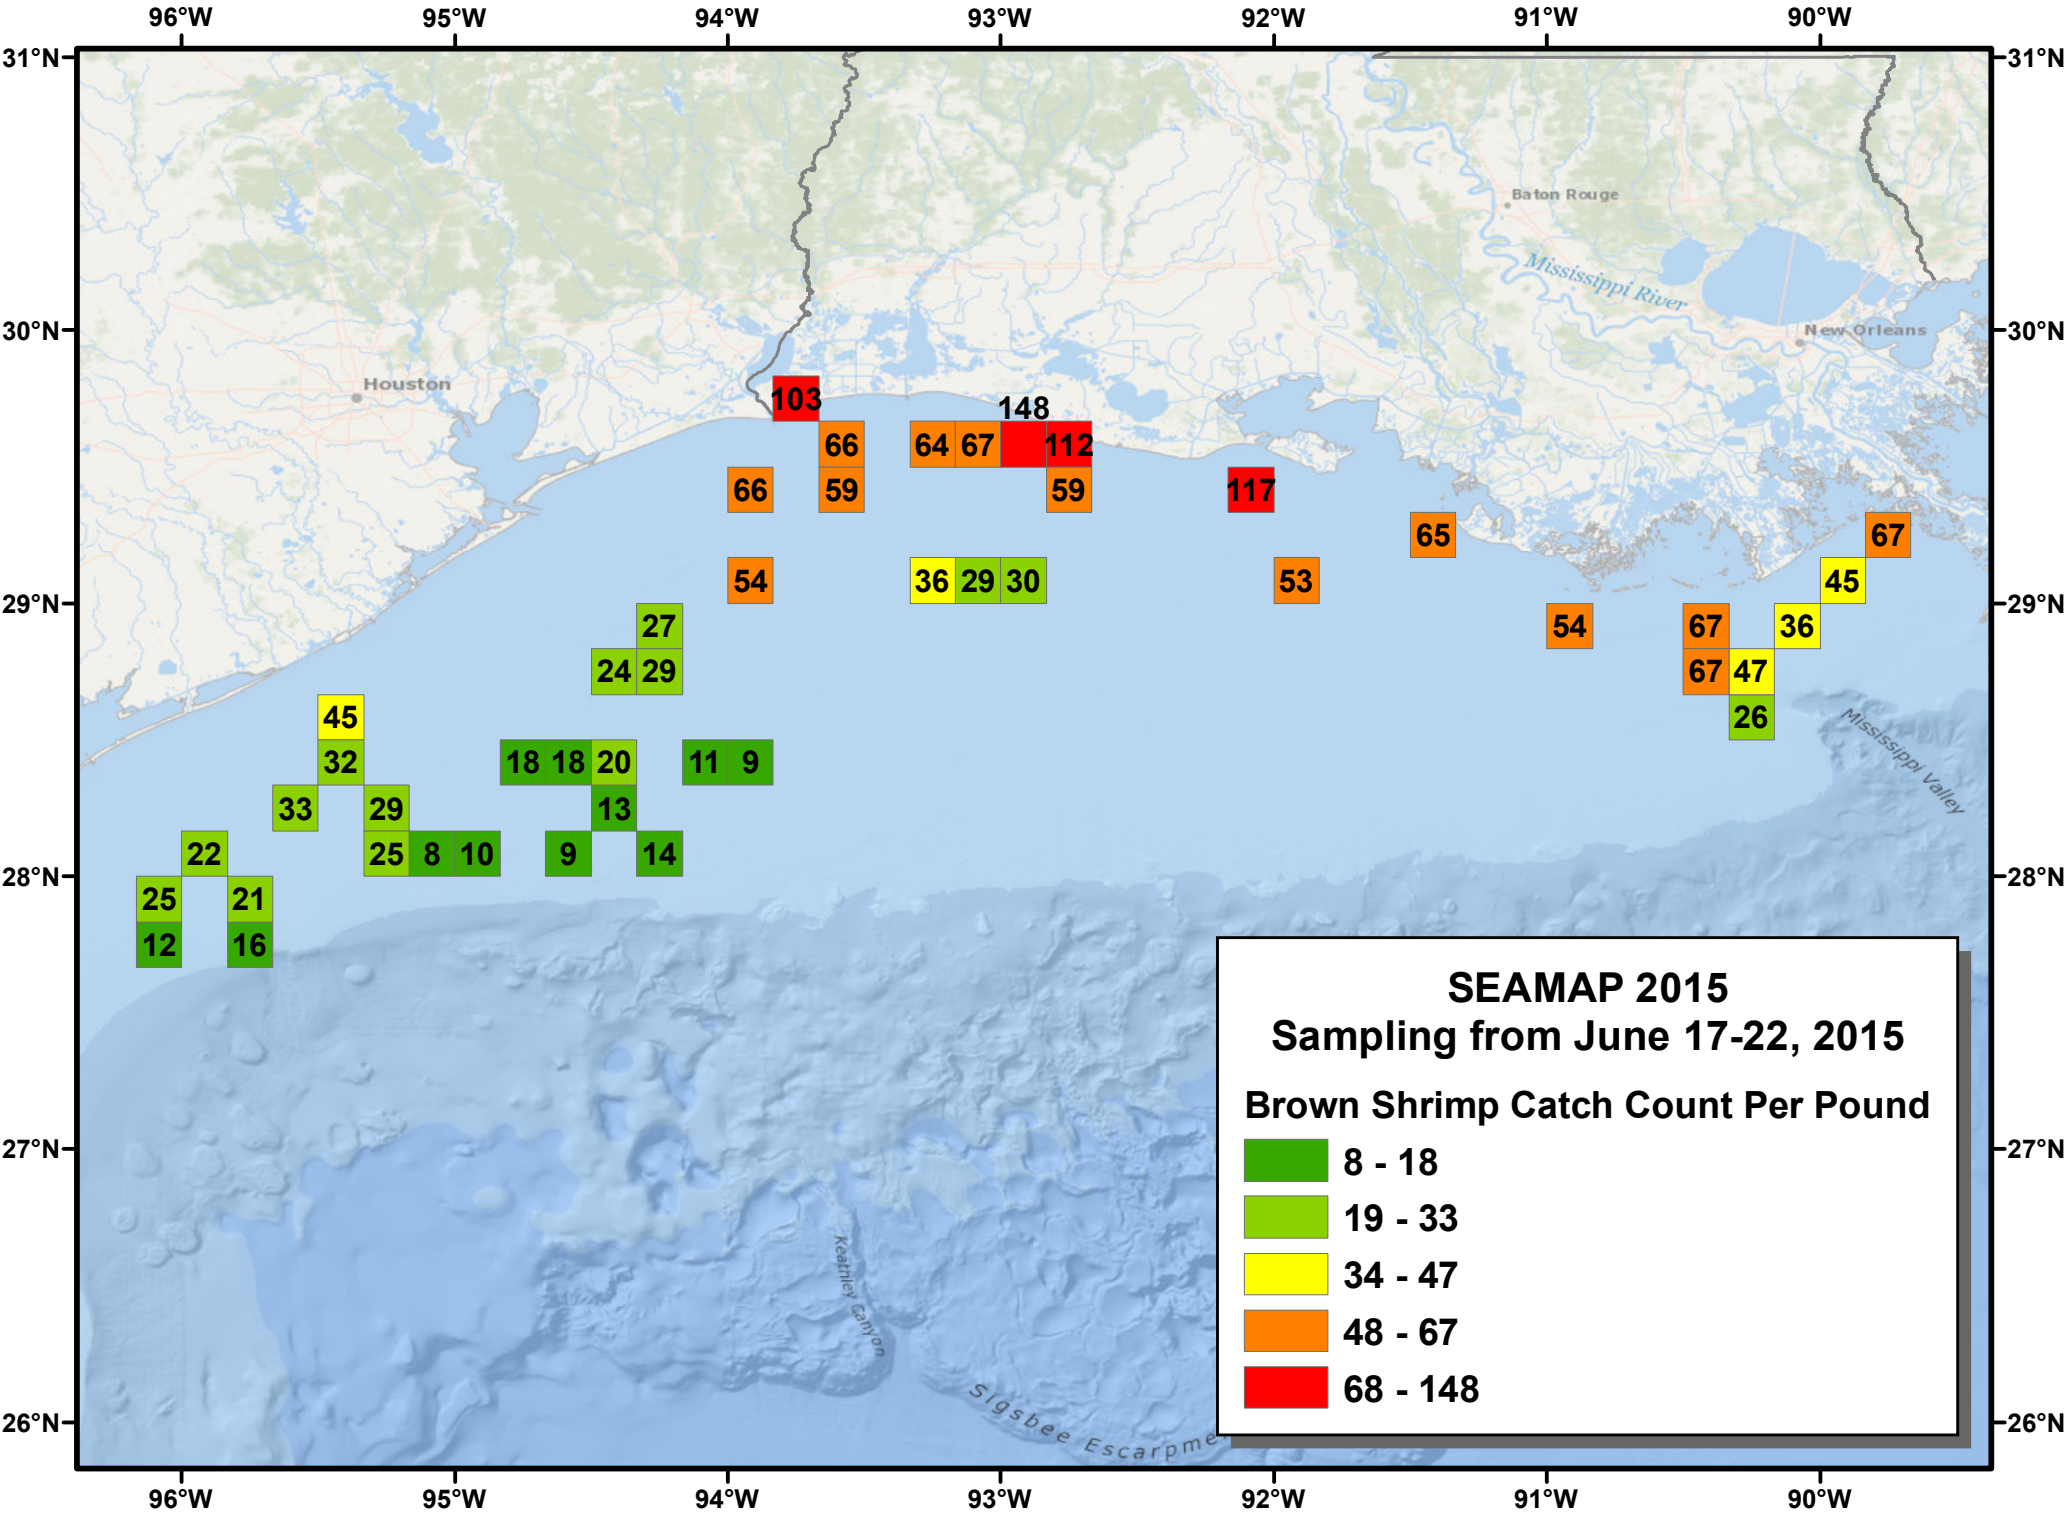 96°W 95°W 94°W 93°W 92°W 91°W 90°W
31°N 31°N
Baton Rouge
Mississippi River
30°N New Orleans 30°N
Houston
103 148
66 64 67 112
66 59 59 117
65 67
54 36 29 30 53 45
29°N 29°N
27 54 67 36
24 29 67 47
45 26
Mississippi Valley
32 18 18 20 11 9
33 29 13
22 25 8 10 9 14
28°N 28°N
25 21
12 16
SEAMAP 2015
Sampling from June 17-22, 2015
Brown Shrimp Catch Count Per Pound
27°N 27°N
8 - 18
19 - 33
34 - 47
48 - 67
68 - 148
Keathley Canyon
Sigsbee Escarpme
26°N 26°N
96°W 95°W 94°W 93°W 92°W 91°W 90°W